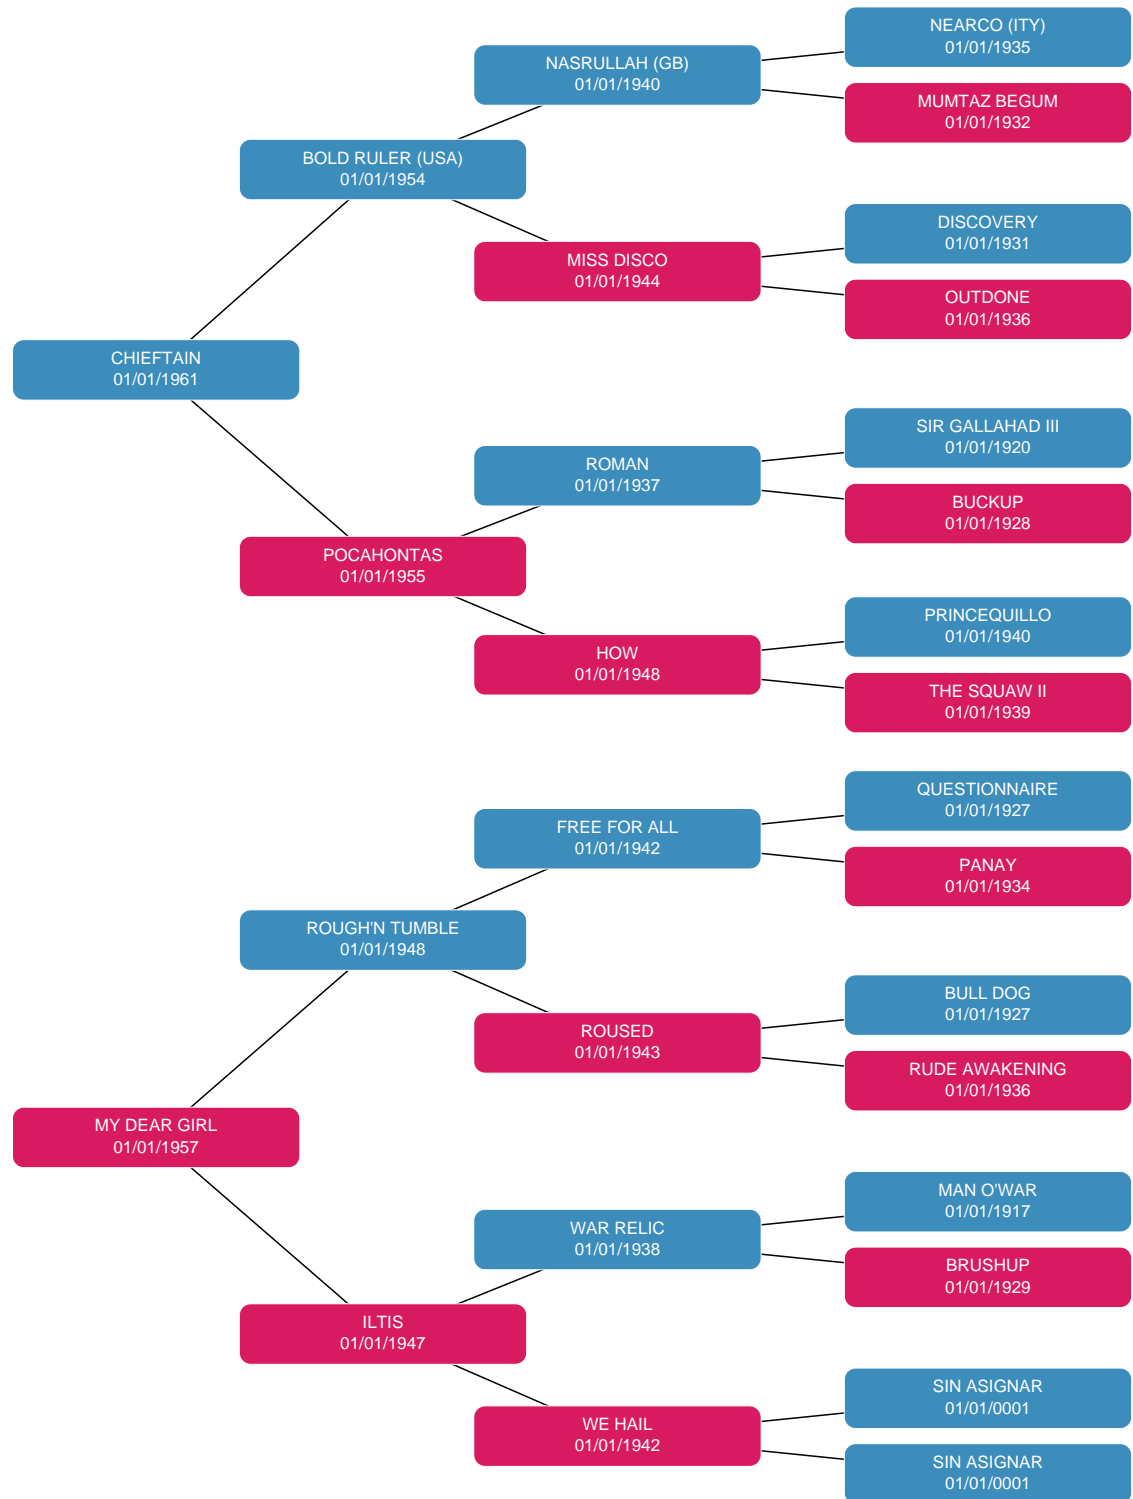 NEARCO (ITY)
01/01/1935
NASRULLAH (GB)
01/01/1940
MUMTAZ BEGUM
01/01/1932
BOLD RULER (USA)
01/01/1954
DISCOVERY
01/01/1931
MISS DISCO
01/01/1944
OUTDONE
01/01/1936
CHIEFTAIN
01/01/1961
SIR GALLAHAD III
01/01/1920
ROMAN
01/01/1937
BUCKUP
01/01/1928
POCAHONTAS
01/01/1955
PRINCEQUILLO
01/01/1940
HOW
01/01/1948
THE SQUAW II
01/01/1939
QUESTIONNAIRE
01/01/1927
FREE FOR ALL
01/01/1942
PANAY
01/01/1934
ROUGH'N TUMBLE
01/01/1948
BULL DOG
01/01/1927
ROUSED
01/01/1943
RUDE AWAKENING
01/01/1936
MY DEAR GIRL
01/01/1957
MAN O'WAR
01/01/1917
WAR RELIC
01/01/1938
BRUSHUP
01/01/1929
ILTIS
01/01/1947
SIN ASIGNAR
01/01/0001
WE HAIL
01/01/1942
SIN ASIGNAR
01/01/0001